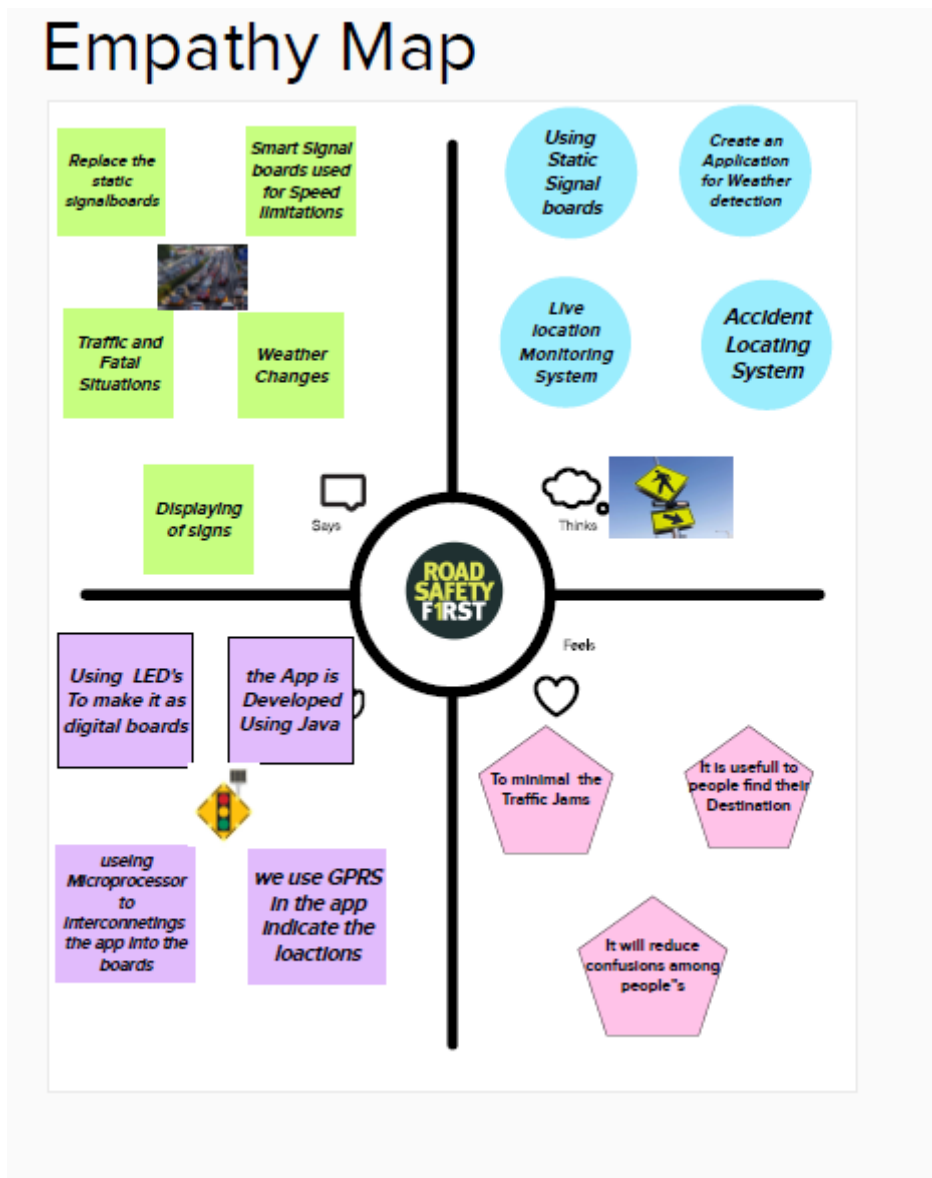 Empathy Map
Replace the
static
signalboards
Smart Signal
boards used
for Speed
limitations
Traffic and
Fatal
Situations
Weather
Changes
Displaying
of signs
Says
Using
Static
Signal
boards
Create an
Application
for Weather
detection
Live
location
Monitoring
System
Accident
Locating
System
Thinks
ROAD
SAFETY
F1RST
Using LED's
To make it as
digital boards
the App is
Developed
Using Java
useing
Microprocessor
to
interconnetings
the app into the
boards
we use GPRS
in the app
indicate the
loactions
Feels
To minimal the
Traffic Jams
It is usefull to
people find their
Destination
It will reduce
confusions among
people"s